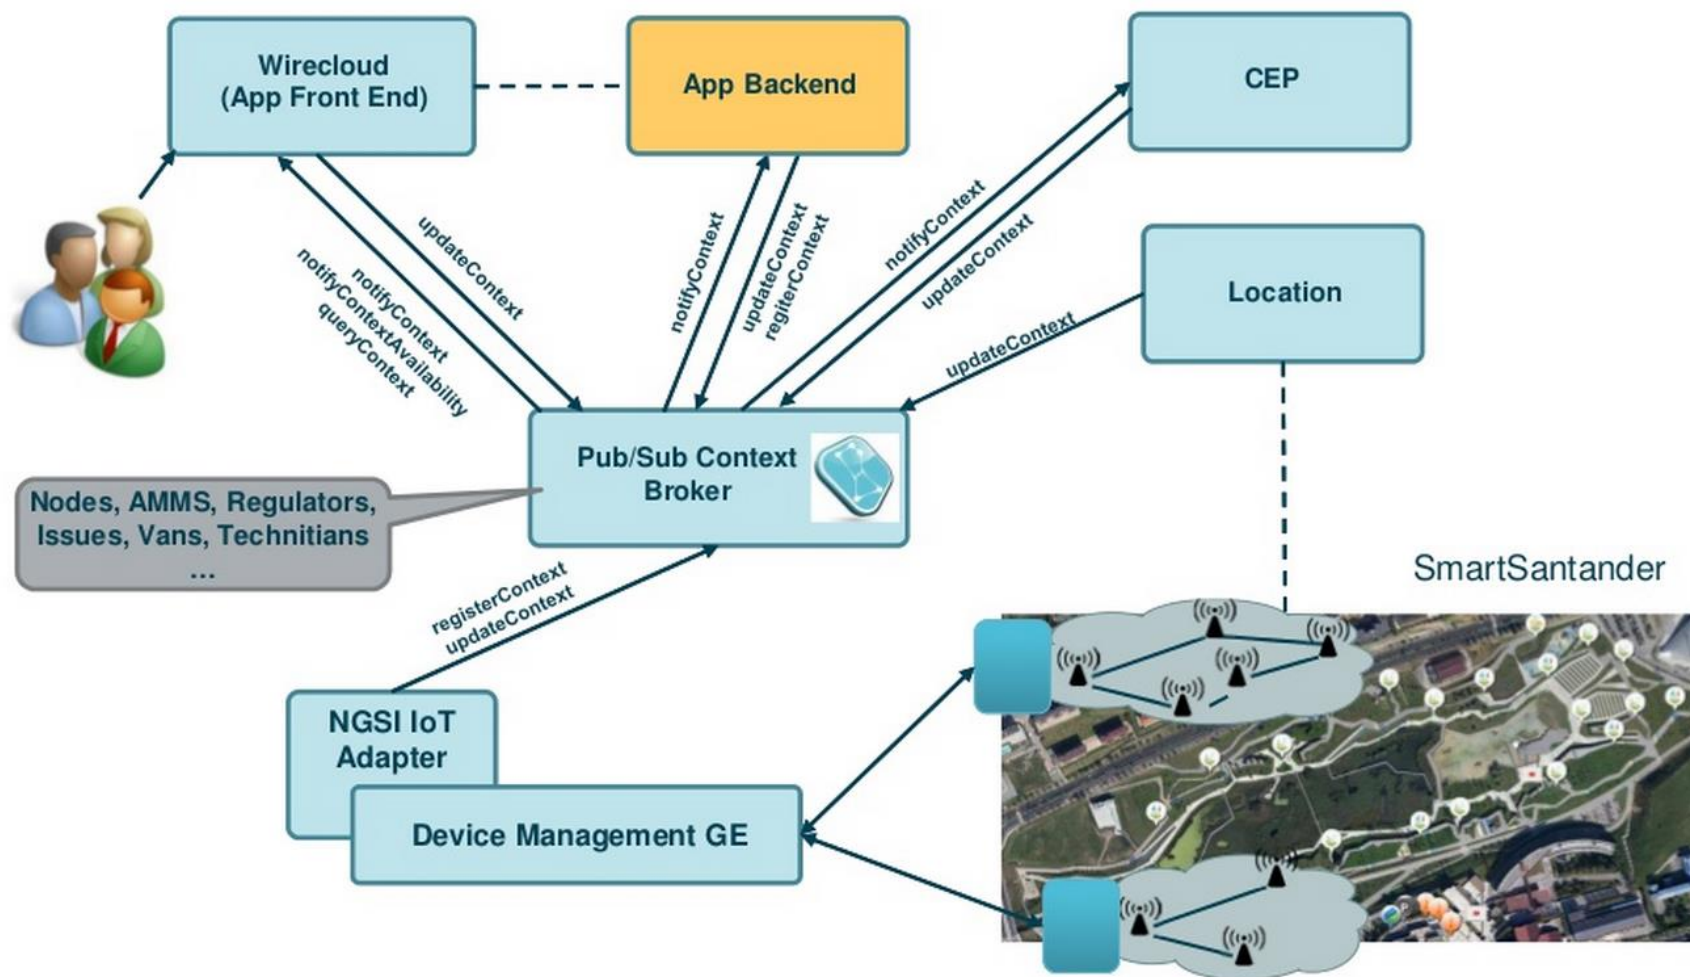 Wirecloud
(App Front End)
App Backend
CEP
updateContext
notifyContext
notifyContextAvailability
queryContext
notifyContext
updateContext
regiterContext
notifyContext
updateContext
Location
updateContext
Pub/Sub Context
Broker
Nodes, AMMS, Regulators,
Issues, Vans, Technitians
...
registerContext
updateContext
SmartSantander
NGSI IoT
Adapter
Device Management GE